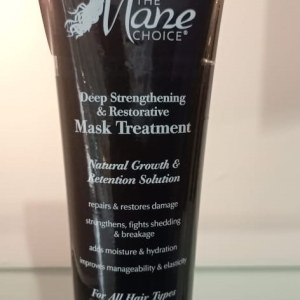 THE
Mane
CHOICE®
Deep Strengthening
& Restorative
Mask Treatment
Natural Growth &
Retention Solution
repairs & restores damage
strengthens, fights shedding
& breakage
adds moisture & hydration
improves manageability & elasticity
For All Hair Types